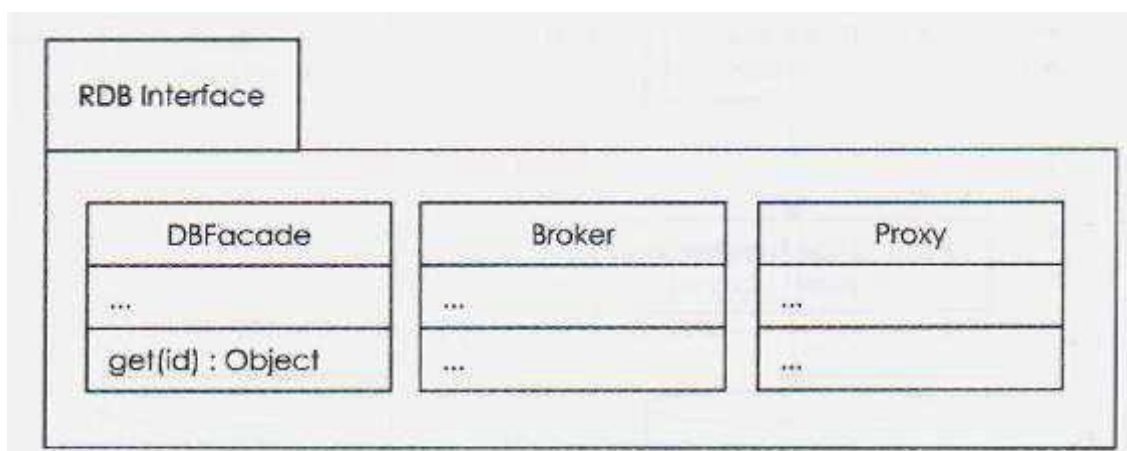 RDB Interface
DBFacade
...
get(id) : Object
Broker
...
...
Proxy
...
...